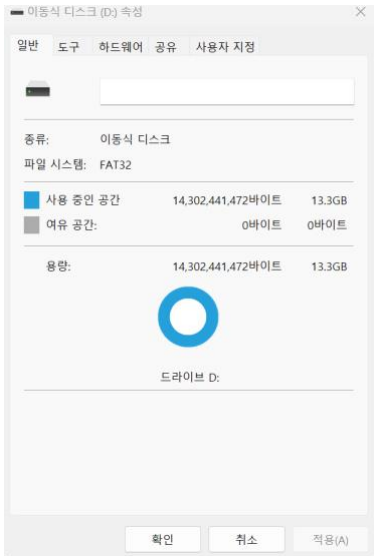 이동식 디스크 (D:) 속성
일반 도구 하드웨어 공유 사용자 지정
종류: 이동식 디스크
파일 시스템: FAT32
사용 중인 공간 14,302,441,472바이트 13.3GB
여유 공간: 0바이트 0바이트
용량: 14,302,441,472바이트 13.3GB
드라이브 D:
확인 취소 적용(A)